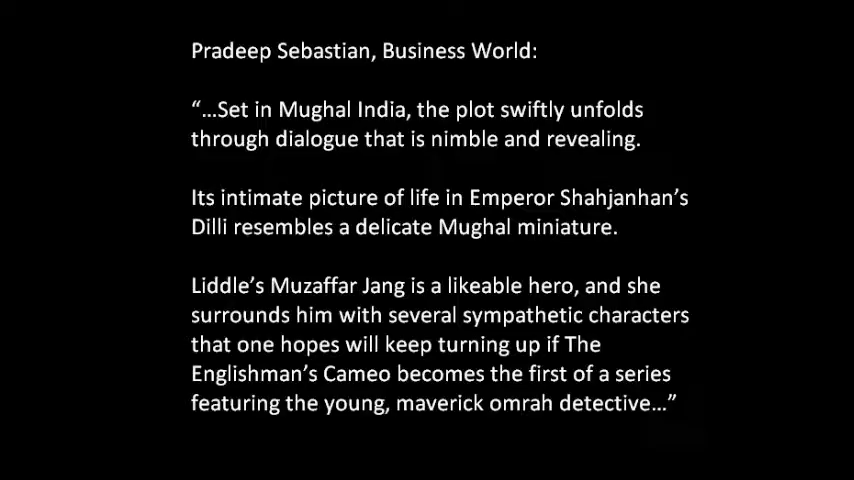 Pradeep Sebastian, Business World:
“…Set in Mughal India, the plot swiftly unfolds
through dialogue that is nimble and revealing.
Its intimate picture of life in Emperor Shahjanhan’s
Dilli resembles a delicate Mughal miniature.
Liddle’s Muzaffar Jang is a likeable hero, and she
surrounds him with several sympathetic characters
that one hopes will keep turning up if The
Englishman’s Cameo becomes the first of a series
featuring the young, maverick omrah detective…”